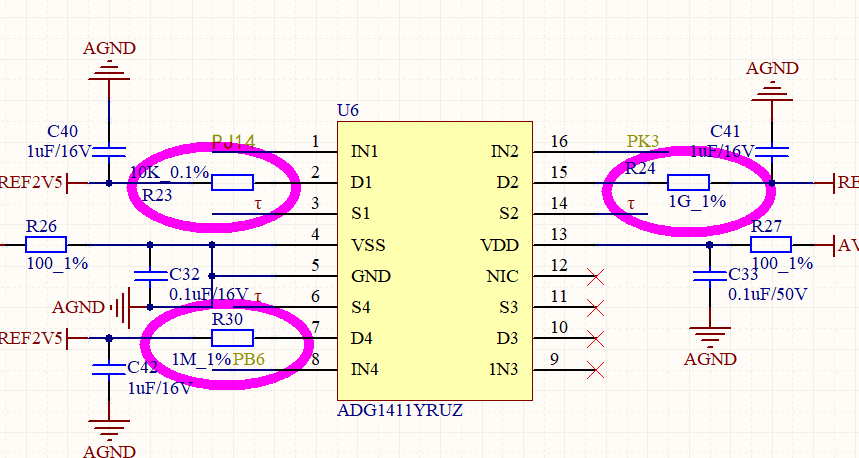 AGND
AGND
U6
C40
1uF/16V
PJ14
1
IN1
IN2
16
PK3
C41
1uF/16V
REF2V5
10K_0.1%
R23
2
D1
D2
15
R24
1G_1%
RE
τ
3
S1
S2
14
τ
R26
100_1%
4
VSS
VDD
13
R27
100_1%
AV
C32
0.1uF/16V
5
GND
NIC
12
C33
0.1uF/50V
AGND
τ
6
S4
S3
11
REF2V5
R30
1M_1%
7
D4
D3
10
AGND
C42
1uF/16V
PB6
8
IN4
1N3
9
ADG1411YRUZ
AGND